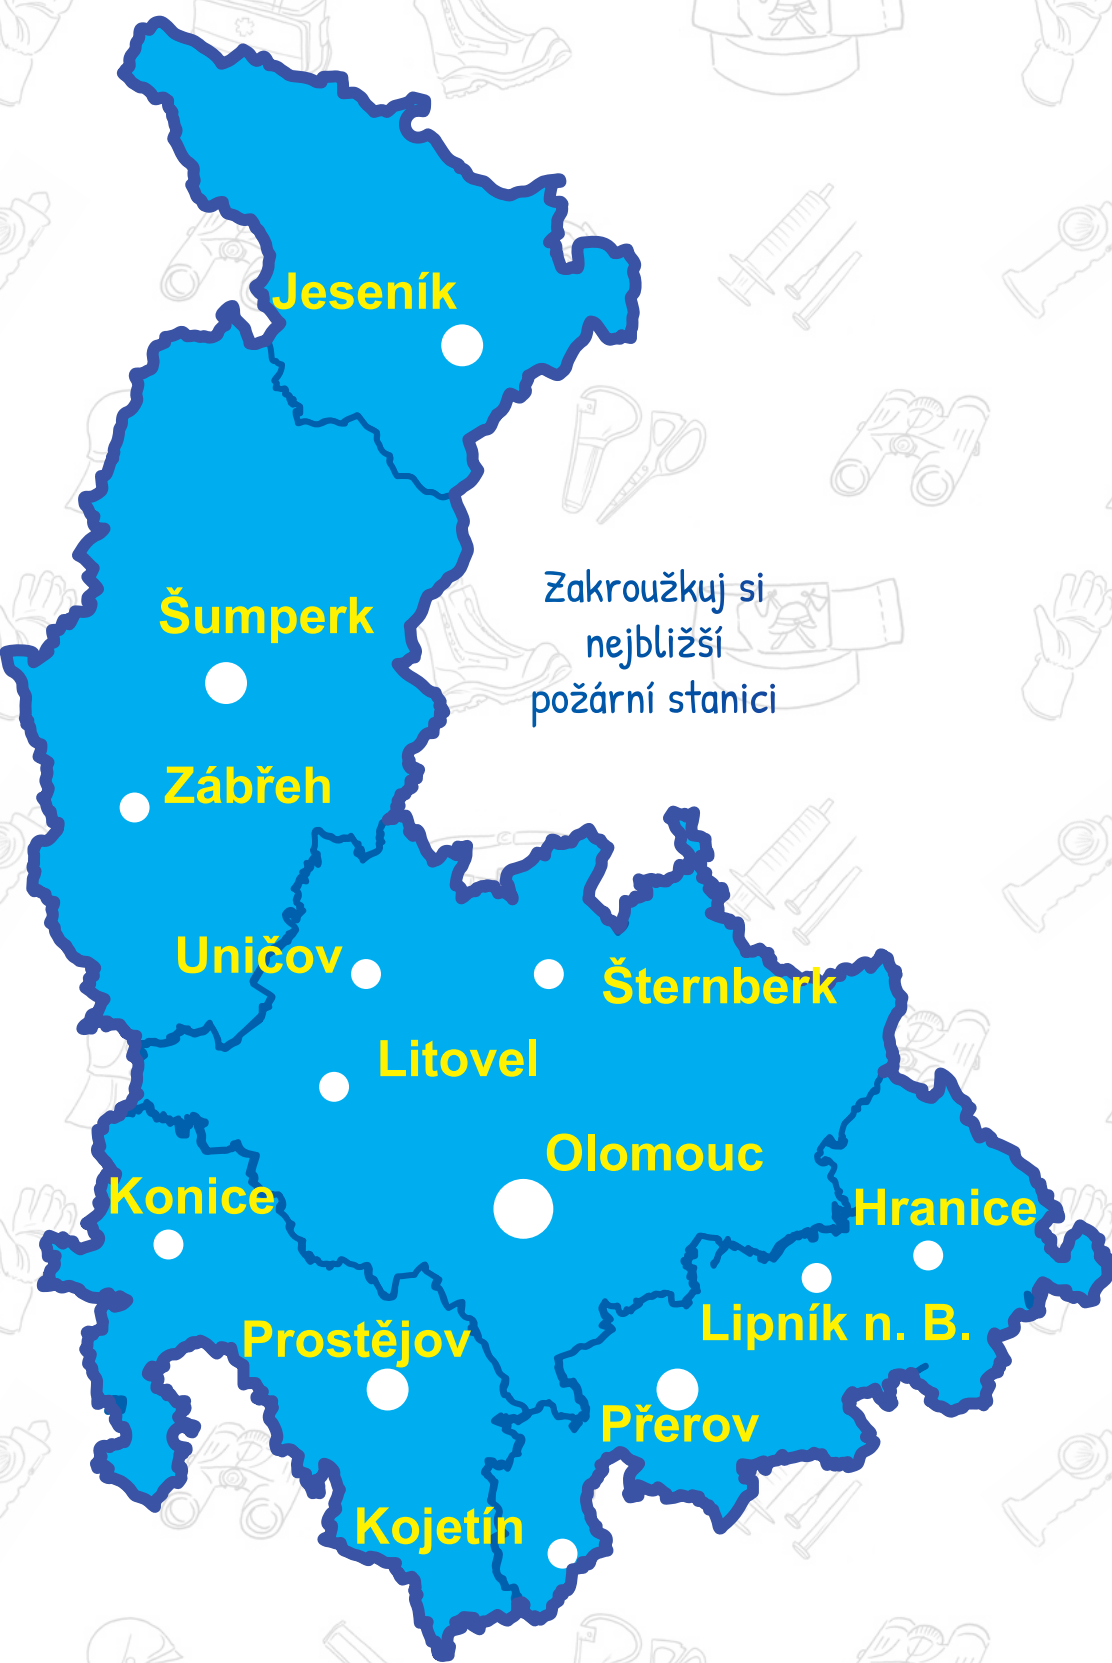 Jeseník
Zakroužkuj si
nejbližší
požární stanici
Šumperk
Zábřeh
Uničov
Šternberk
Litovel
Olomouc
Konice
Hranice
Lipník n. B.
Prostějov
Přerov
Kojetín